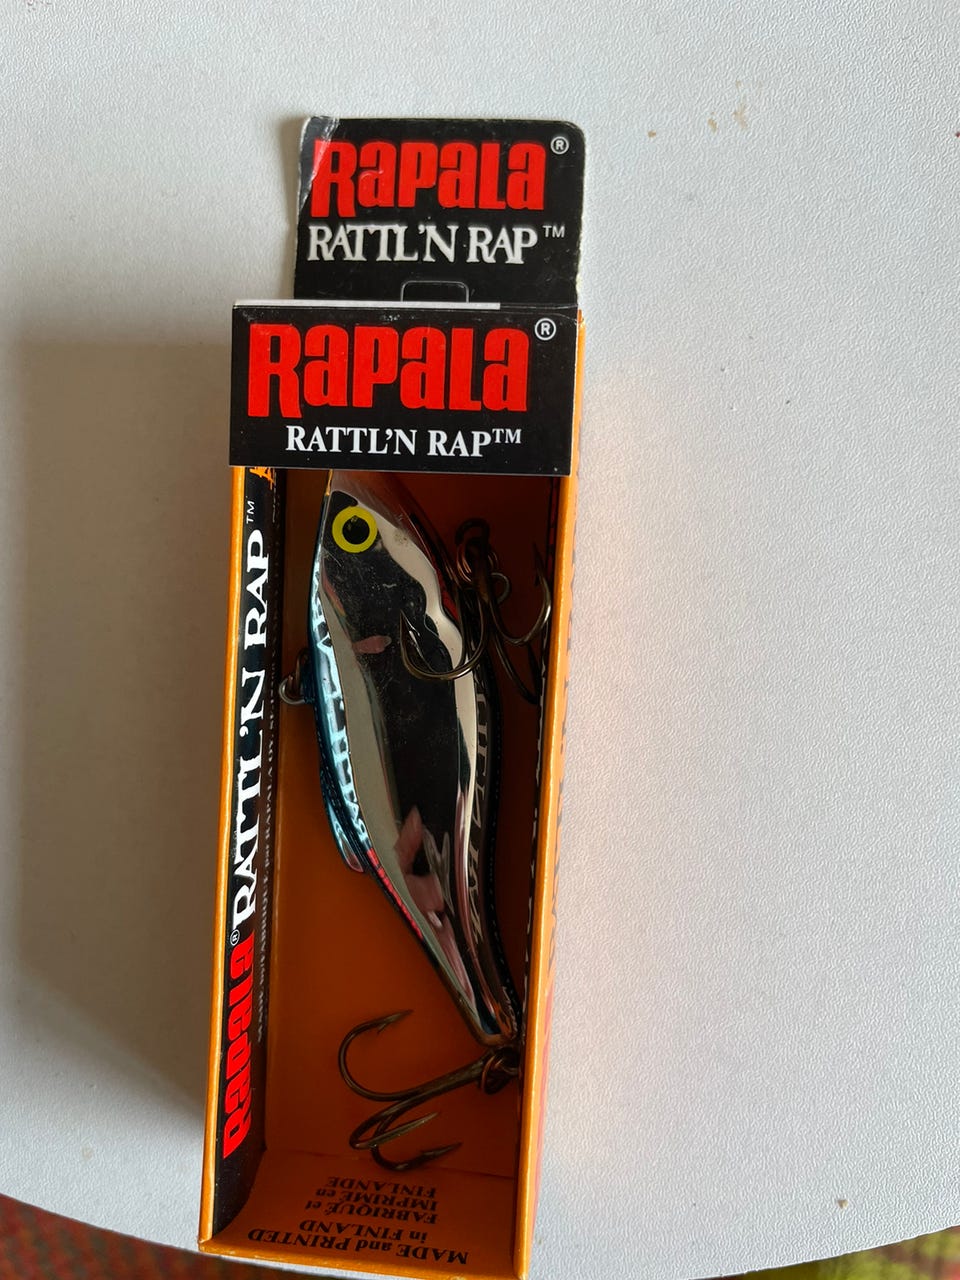 Rapala®
RATTL'N RAP™
Rapala®
RATTL'N RAP™
Rapala® RATTL'N RAP™
MADE and PRINTED
in FINLAND
FABRIQUÉ et
IMPRIMÉ en
FINLANDE